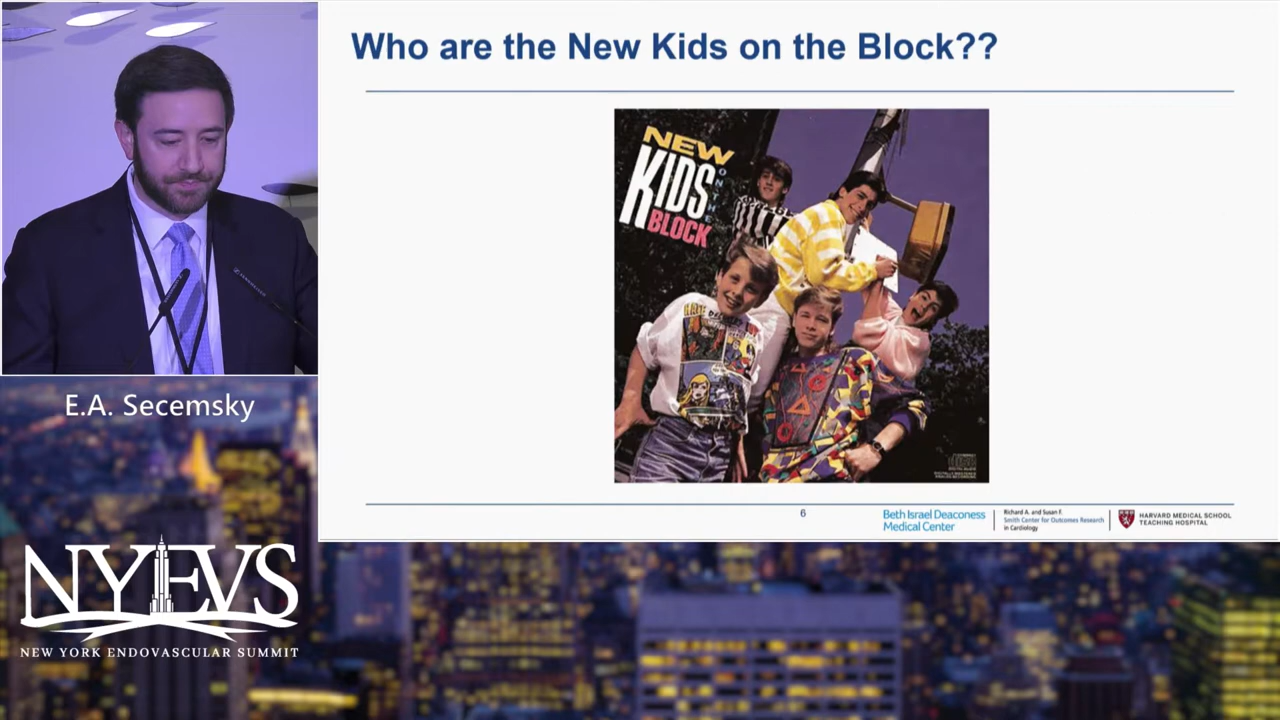 Who are the New Kids on the Block??
NEW
KIDS
ON THE
BLOCK
E.A. Secemsky
6
Beth Israel Deaconess
Medical Center
Richard A. and Susan F.
Smith Center for Outcomes Research
in Cardiology
HARVARD MEDICAL SCHOOL
TEACHING HOSPITAL
NYEVS
NEW YORK ENDOVASCULAR SUMMIT